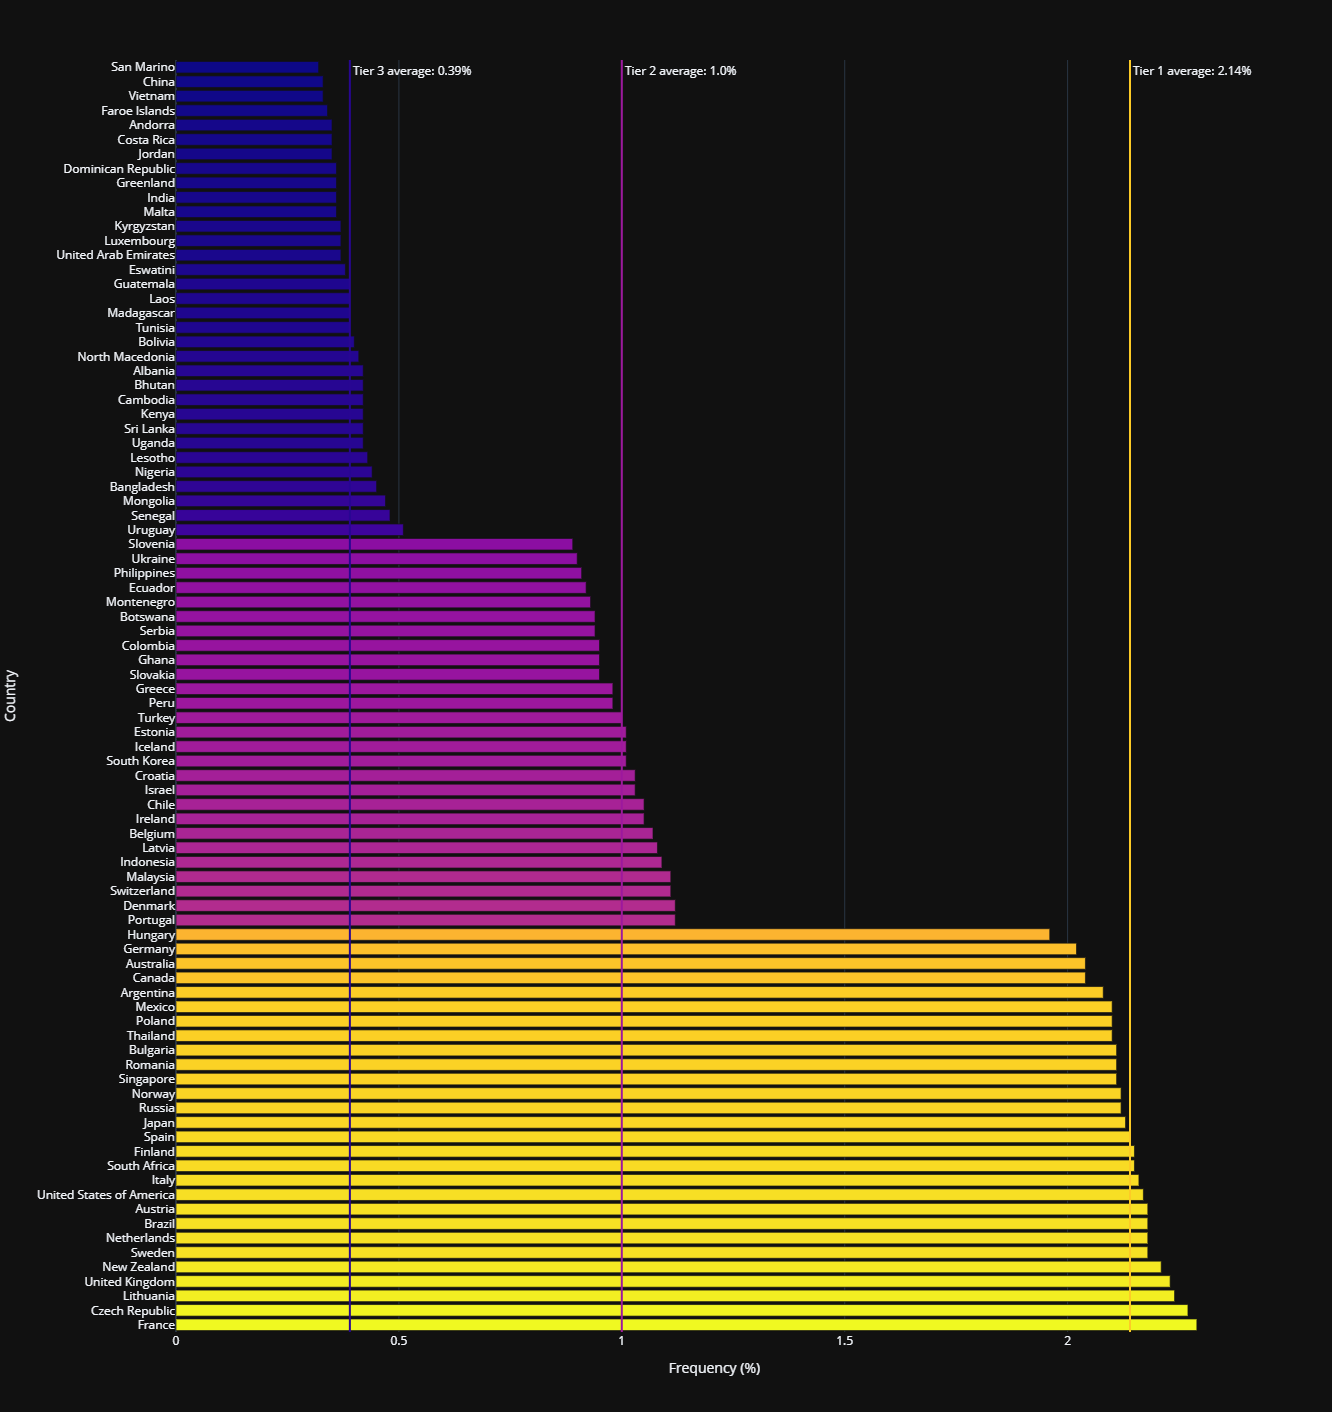 Tier 3 average: 0.39%
Tier 2 average: 1.0%
Tier 1 average: 2.14%
San Marino
China
Vietnam
Faroe Islands
Andorra
Costa Rica
Jordan
Dominican Republic
Greenland
India
Malta
Kyrgyzstan
Luxembourg
United Arab Emirates
Eswatini
Guatemala
Laos
Madagascar
Tunisia
Bolivia
North Macedonia
Albania
Bhutan
Cambodia
Kenya
Sri Lanka
Uganda
Lesotho
Nigeria
Bangladesh
Mongolia
Senegal
Uruguay
Slovenia
Ukraine
Philippines
Ecuador
Montenegro
Botswana
Serbia
Colombia
Ghana
Slovakia
Greece
Peru
Turkey
Estonia
Iceland
South Korea
Croatia
Israel
Chile
Ireland
Belgium
Latvia
Indonesia
Malaysia
Switzerland
Denmark
Portugal
Hungary
Germany
Australia
Canada
Argentina
Mexico
Poland
Thailand
Bulgaria
Romania
Singapore
Norway
Russia
Japan
Spain
Finland
South Africa
Italy
United States of America
Austria
Brazil
Netherlands
Sweden
New Zealand
United Kingdom
Lithuania
Czech Republic
France
Country
0 0.5 1 1.5 2
Frequency (%)